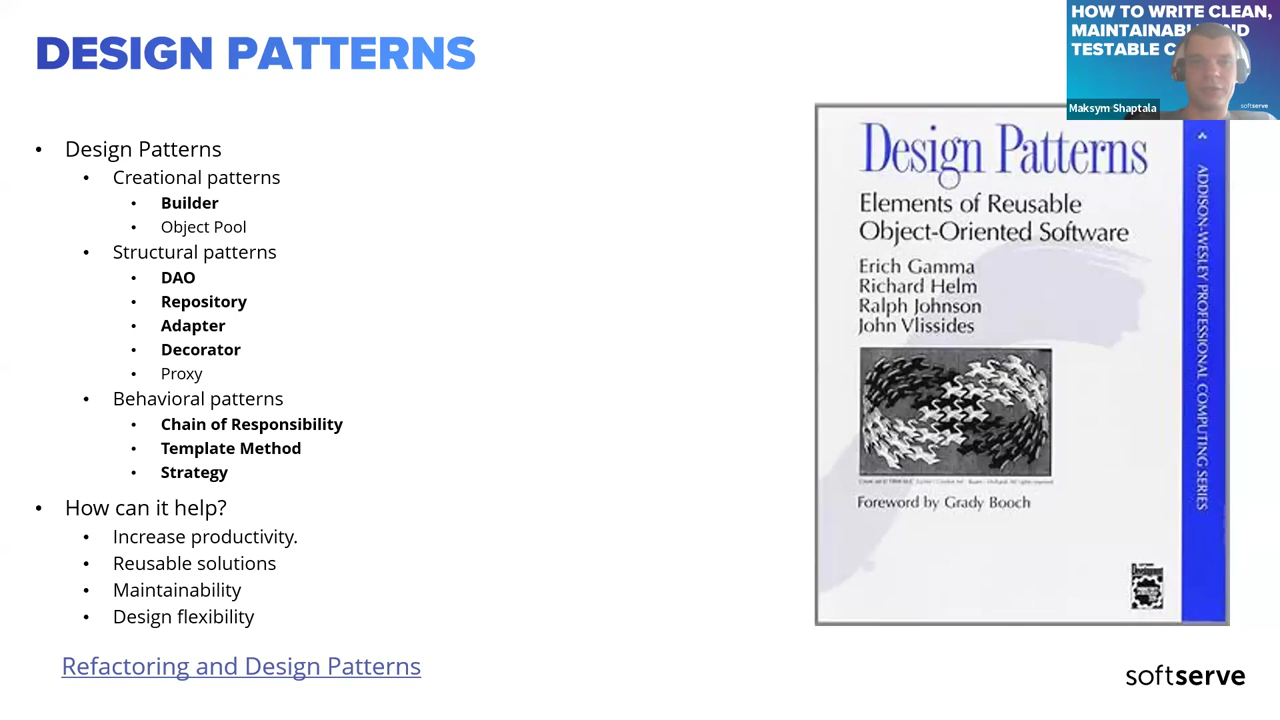 DESIGN PATTERNS
Design Patterns
Creational patterns
Builder
Object Pool
Structural patterns
DAO
Repository
Adapter
Decorator
Proxy
Behavioral patterns
Chain of Responsibility
Template Method
Strategy
How can it help?
Increase productivity.
Reusable solutions
Maintainability
Design flexibility
Refactoring and Design Patterns
HOW TO WRITE CLEAN,
TESTABLE
Maksym Shaptala
softserve
Design Patterns
Elements of Reusable
Object-Oriented Software
Erich Gamma
Richard Helm
Ralph Johnson
John Vlissides
Foreword by Grady Booch
ADDISON-WESLEY PROFESSIONAL COMPUTING SERIES
softserve